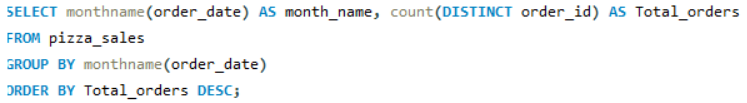 SELECT monthname(order_date) AS month_name, count(DISTINCT order_id) AS Total_orders
FROM pizza_sales
GROUP BY monthname(order_date)
ORDER BY Total_orders DESC;